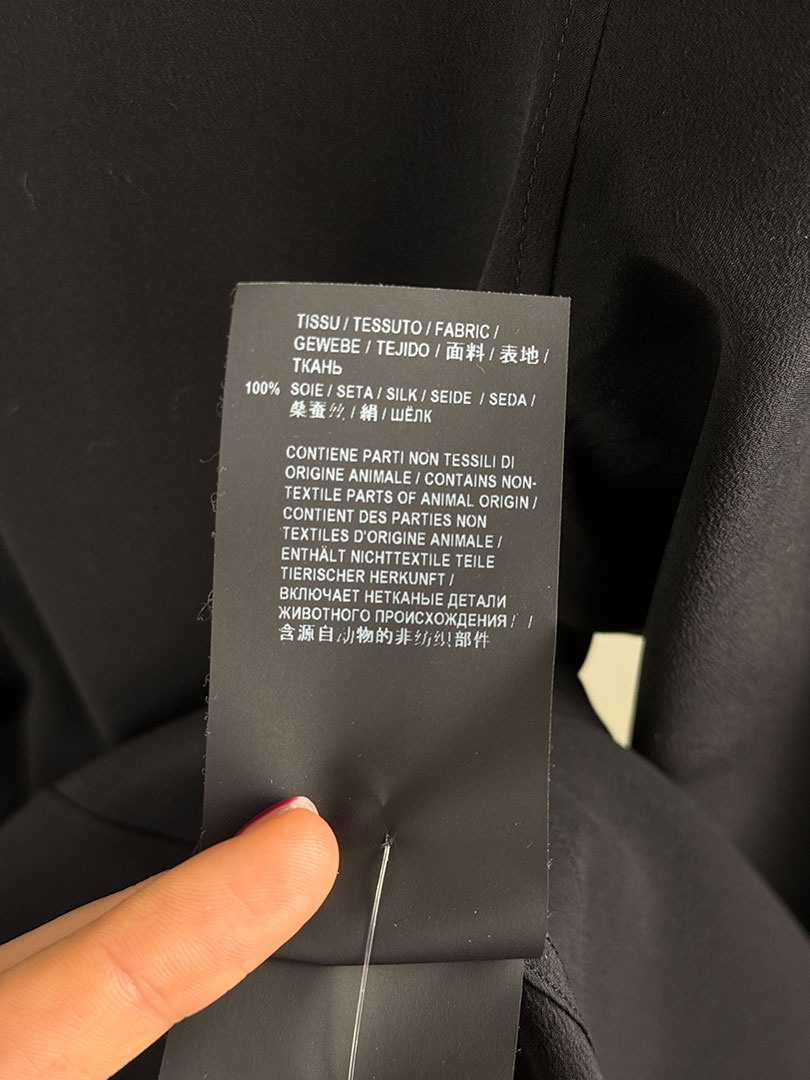 TISSU / TESSUTO / FABRIC /
GEWEBE / TEJIDO / 面料 / 表地 /
ТКАНЬ
100% SOIE / SETA / SILK / SEIDE / SEDA /
桑蚕丝 / 絹 / ШЁЛК
CONTIENE PARTI NON TESSILI DI
ORIGINE ANIMALE / CONTAINS NON-
TEXTILE PARTS OF ANIMAL ORIGIN /
CONTIENT DES PARTIES NON
TEXTILES D'ORIGINE ANIMALE /
ENTHÄLT NICHTTEXTILE TEILE
TIERISCHER HERKUNFT /
ВКЛЮЧАЕТ НЕТКАНЫЕ ДЕТАЛИ
ЖИВОТНОГО ПРОИСХОЖДЕНИЯ / /
含源自动物的非纺织部件